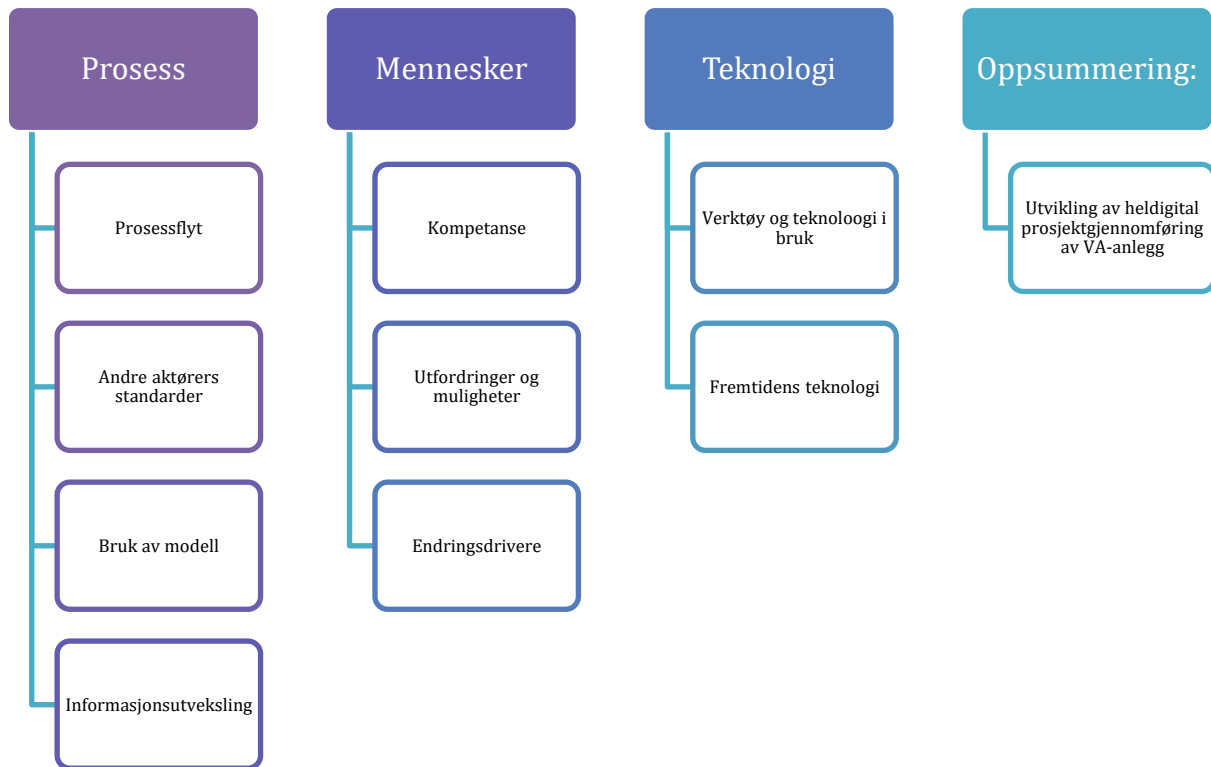 Prosess
Prosessflyt
Andre aktørers
standarder
Bruk av modell
Informasjonsutveksling
Mennesker
Kompetanse
Utfordringer og
muligheter
Endringsdrivere
Teknologi
Verktøy og teknoloogi i
bruk
Fremtidens teknologi
Oppsummering:
Utvikling av heldigital
prosjektgjennomføring
av VA-anlegg